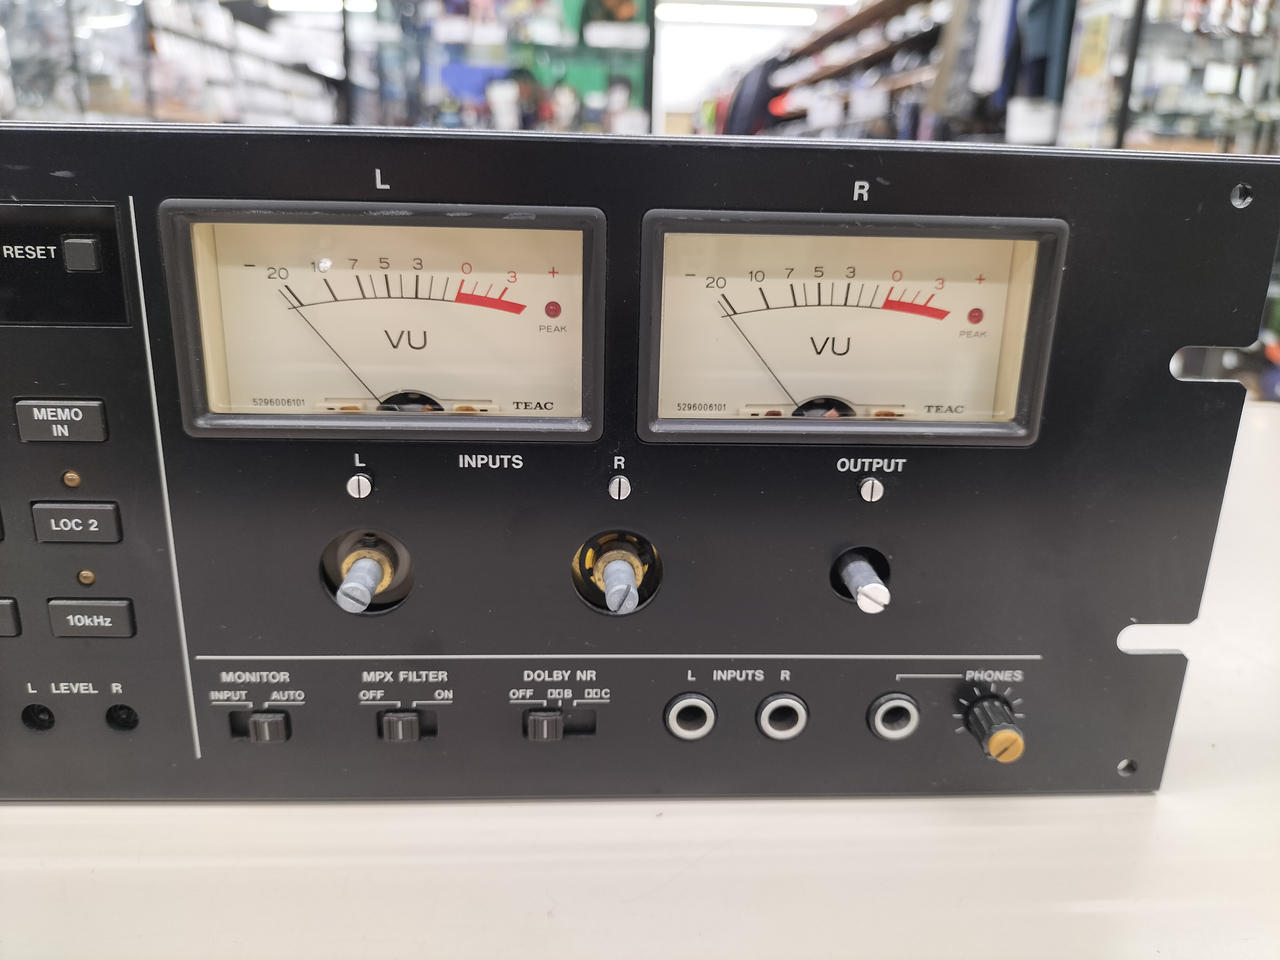 L
R
RESET
- 20 10 7 5 3 0 3 +
PEAK
VU
5296006101
TEAC
- 20 10 7 5 3 0 3 +
PEAK
VU
5296006101
TEAC
MEMO
IN
LOC 2
10kHz
L LEVEL R
L INPUTS R
OUTPUT
MONITOR
INPUT AUTO
MPX FILTER
OFF ON
DOLBY NR
OFF B C
L INPUTS R
PHONES